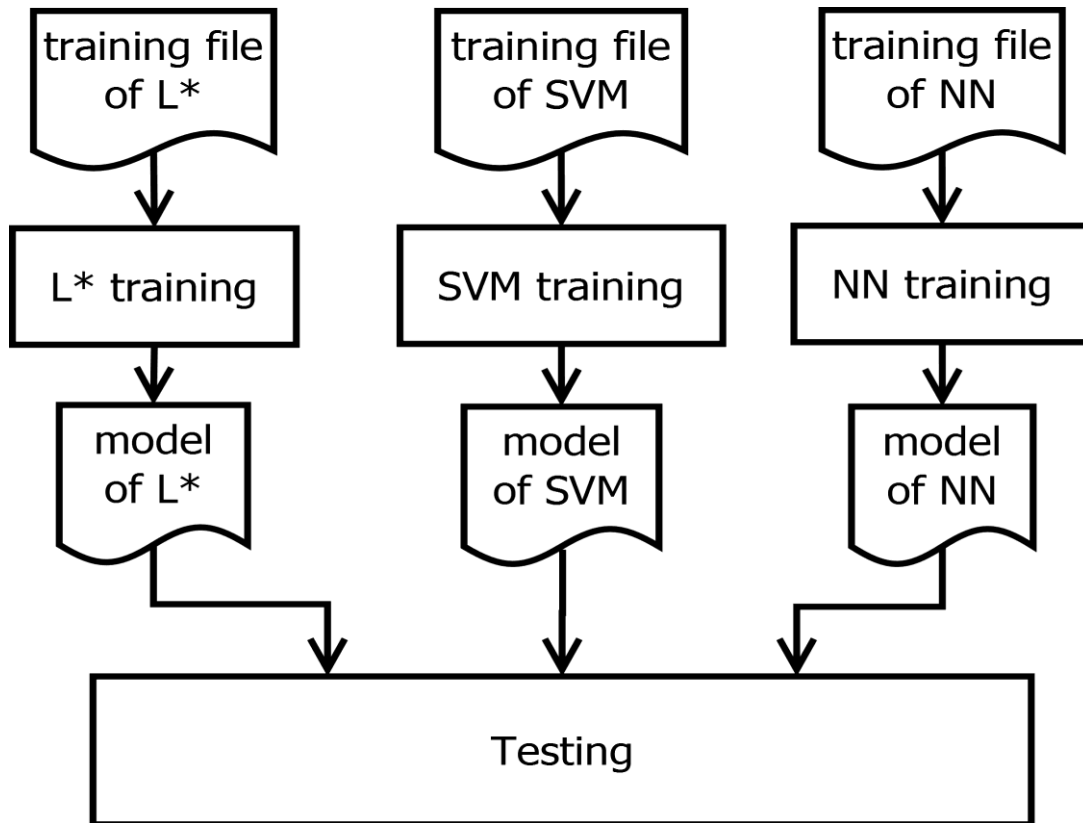 training file
of L*
training file
of SVM
training file
of NN
L* training
SVM training
NN training
model
of L*
model
of SVM
model
of NN
Testing